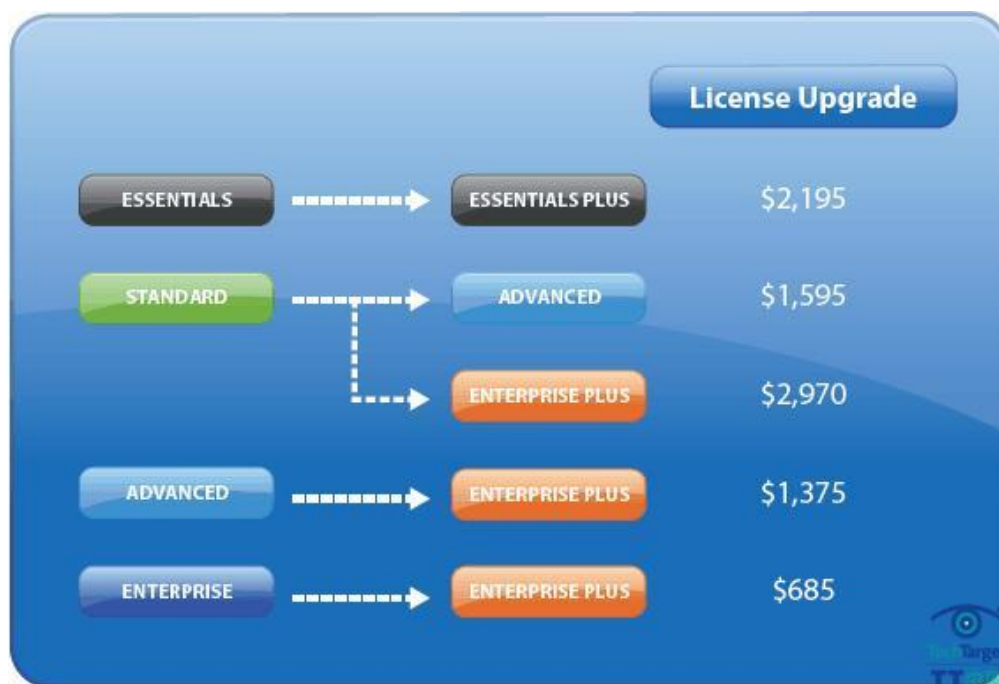 License Upgrade
ESSENTIALS ESSENTIALS PLUS $2,195
STANDARD ADVANCED $1,595
ENTERPRISE PLUS $2,970
ADVANCED ENTERPRISE PLUS $1,375
ENTERPRISE ENTERPRISE PLUS $685